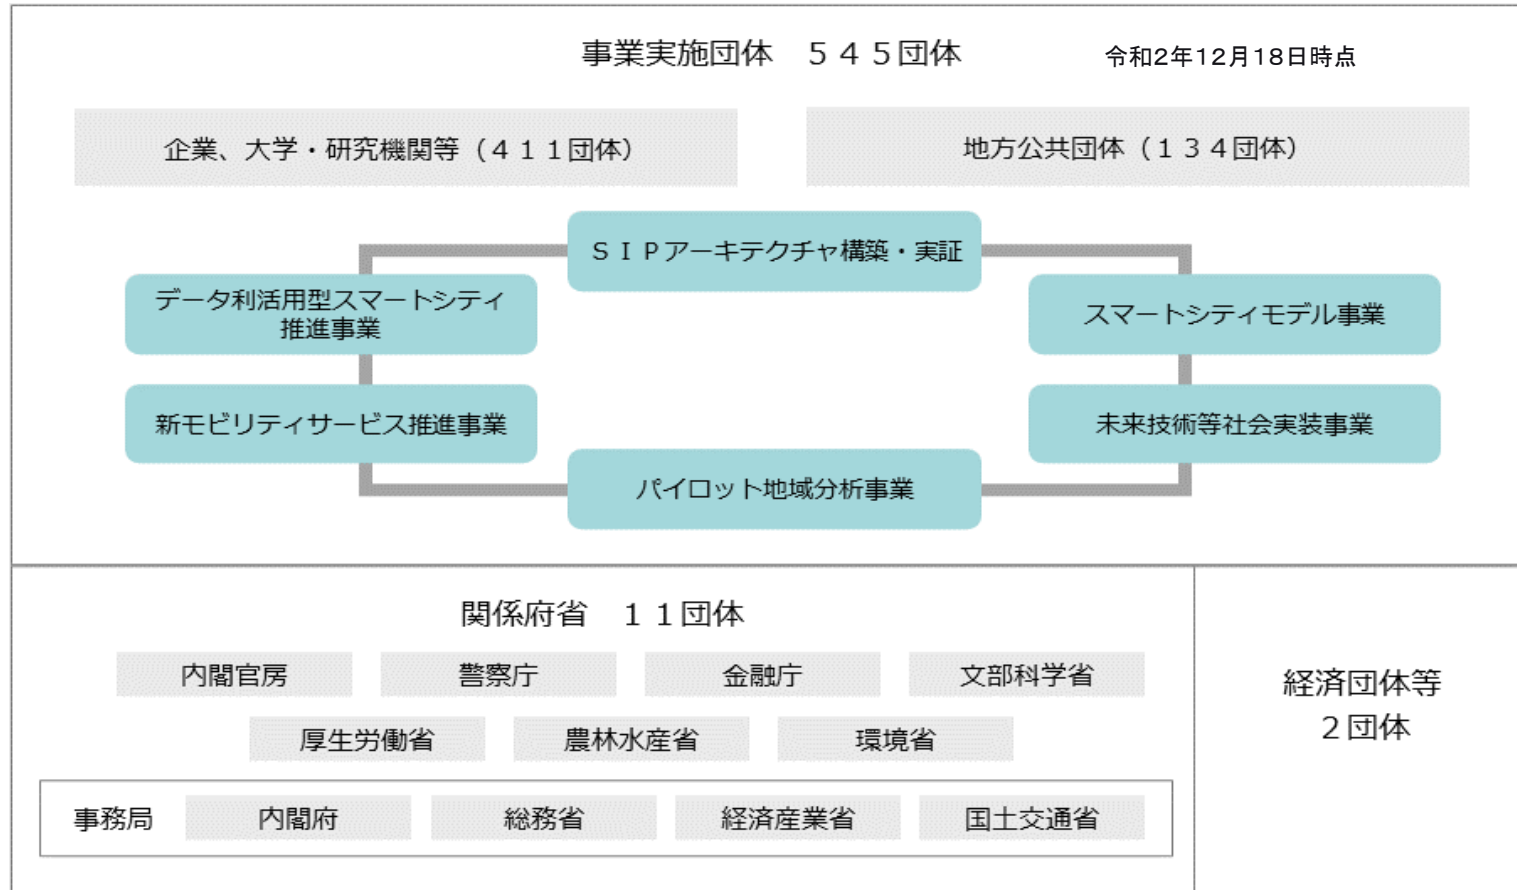 事業実施団体　５４５団体
令和2年12月18日時点
企業、大学・研究機関等（４１１団体）
地方公共団体（１３４団体）
ＳＩＰアーキテクチャ構築・実証
データ利活用型スマートシティ
推進事業
スマートシティモデル事業
新モビリティサービス推進事業
未来技術等社会実装事業
パイロット地域分析事業
関係府省　１１団体
内閣官房
警察庁
金融庁
文部科学省
厚生労働省
農林水産省
環境省
事務局
内閣府
総務省
経済産業省
国土交通省
経済団体等
２団体